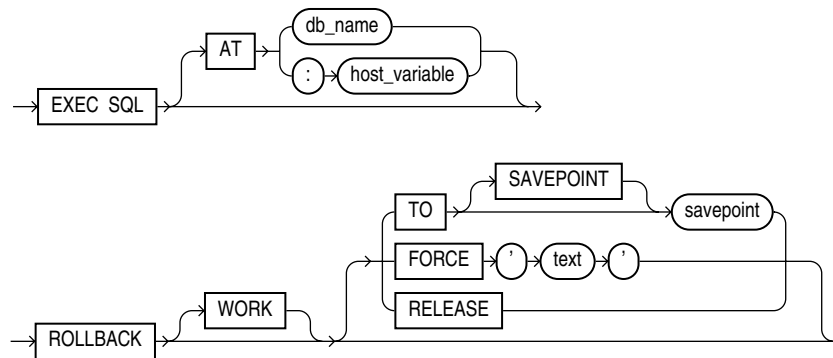 AT db_name
: host_variable
EXEC SQL
SAVEPOINT
TO savepoint
FORCE ' text '
WORK RELEASE
ROLLBACK